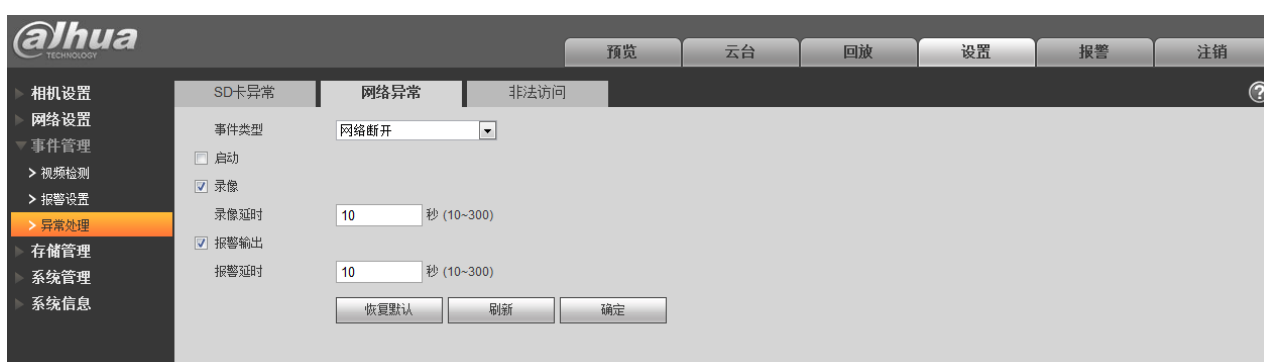 alhua
TECHNOLOGY
预览 云台 回放 设置 报警 注销
相机设置
网络设置
事件管理
> 视频检测
> 报警设置
> 异常处理
存储管理
系统管理
系统信息
SD卡异常 网络异常 非法访问 ?
事件类型 网络断开
启动
录像
录像延时 10 秒 (10~300)
报警输出
报警延时 10 秒 (10~300)
恢复默认 刷新 确定